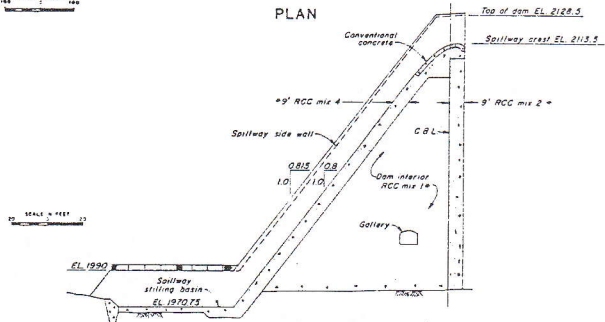 PLAN
Top of dam EL. 2128.5
Conventional
concrete
Spillway crest EL. 2113.5
9' RCC mix 4
9' RCC mix 2
Spillway side wall
C.B.L.
0.815
0.8
1.0
1.0
Dam interior
RCC mix 1
SCALE IN FEET
Gallery
EL. 1990
Spillway
stilling basin
EL. 1970.75